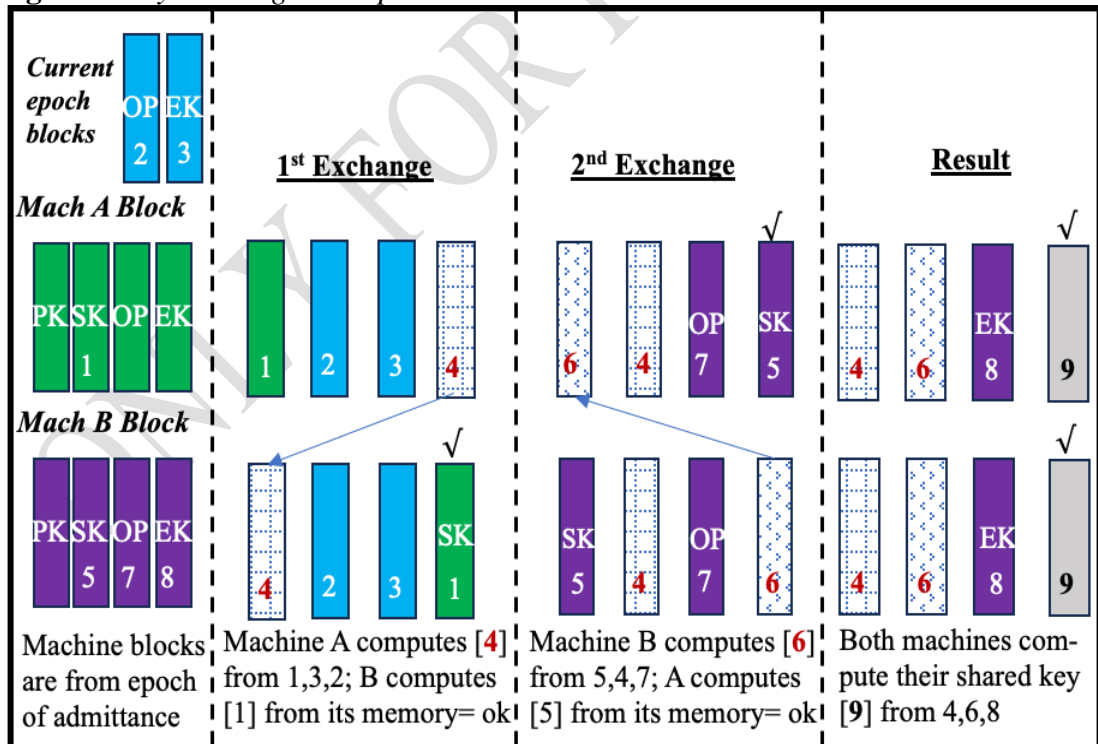 Current
epoch
blocks
OP EK
2 3
1st Exchange
2nd Exchange
Result
Mach A Block
√
√
PK SK OP EK
1
1 2 3 4
6 4 OP 7 SK 5
4 6 EK 8 9
Mach B Block
√
√
PK SK OP EK
5 7 8
4 2 3 SK 1
SK 5 4 OP 7 6
4 6 EK 8 9
Machine blocks
are from epoch
of admittance
Machine A computes [4]
from 1,3,2; B computes
[1] from its memory= ok
Machine B computes [6]
from 5,4,7; A computes
[5] from its memory= ok
Both machines com-
pute their shared key
[9] from 4,6,8
ONLY FOR